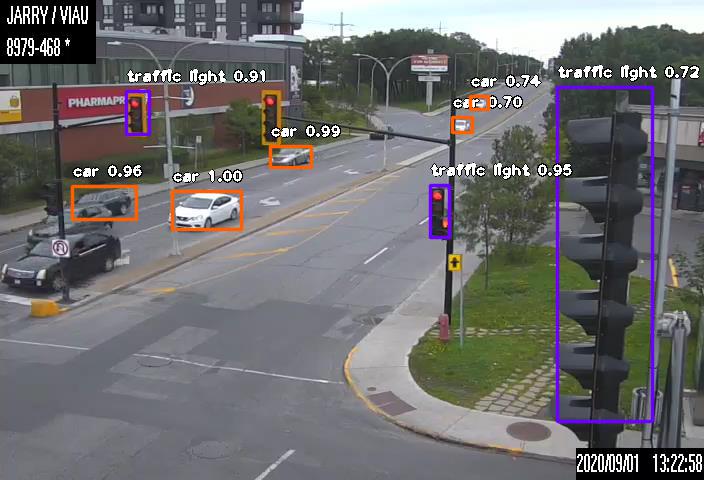 JARRY / VIAU
8979-468 *
traffic light 0.91
traffic light 0.72
car 0.74
car 0.70
car 0.99
PHARMAPR
car 0.96
car 1.00
traffic light 0.95
2020/09/01 13:22:58